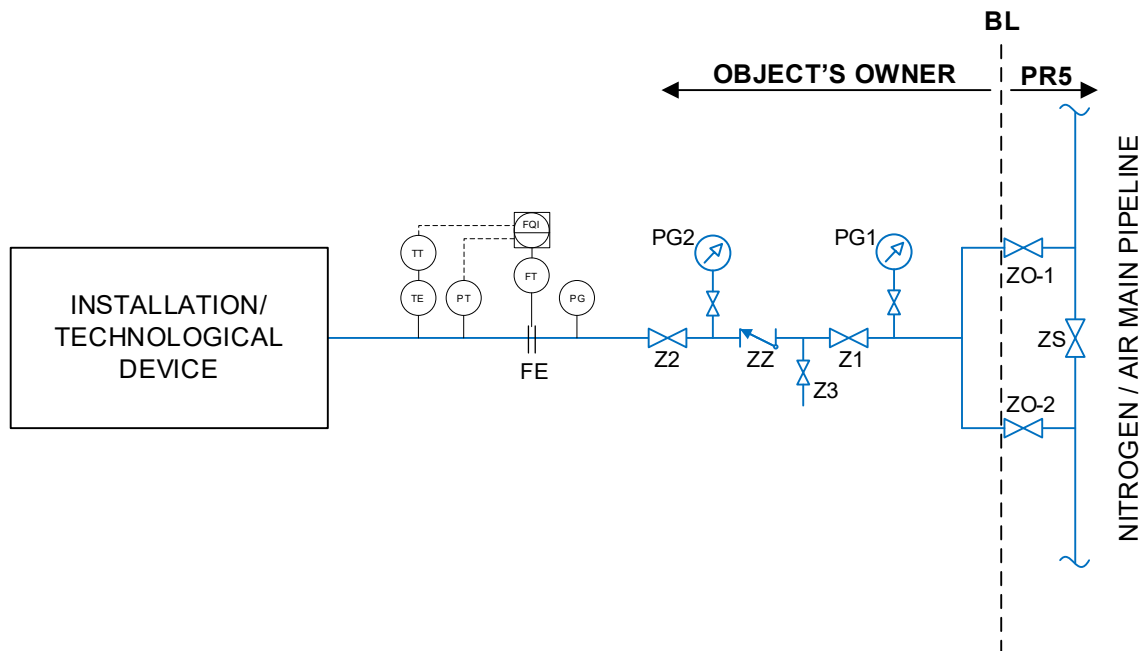 BL
OBJECT'S OWNER
PR5
NITROGEN / AIR MAIN PIPELINE
FQI
TT
FT
TE
PT
PG
PG2
PG1
ZO-1
INSTALLATION/
TECHNOLOGICAL
DEVICE
FE
Z2
ZZ
Z1
Z3
ZS
ZO-2